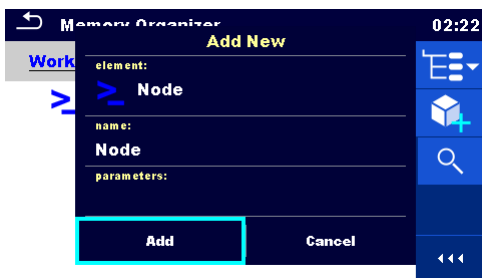 Memory Organizer
02:22
Add New
Work
element:
>_ Node
name:
Node
parameters:
Add
Cancel